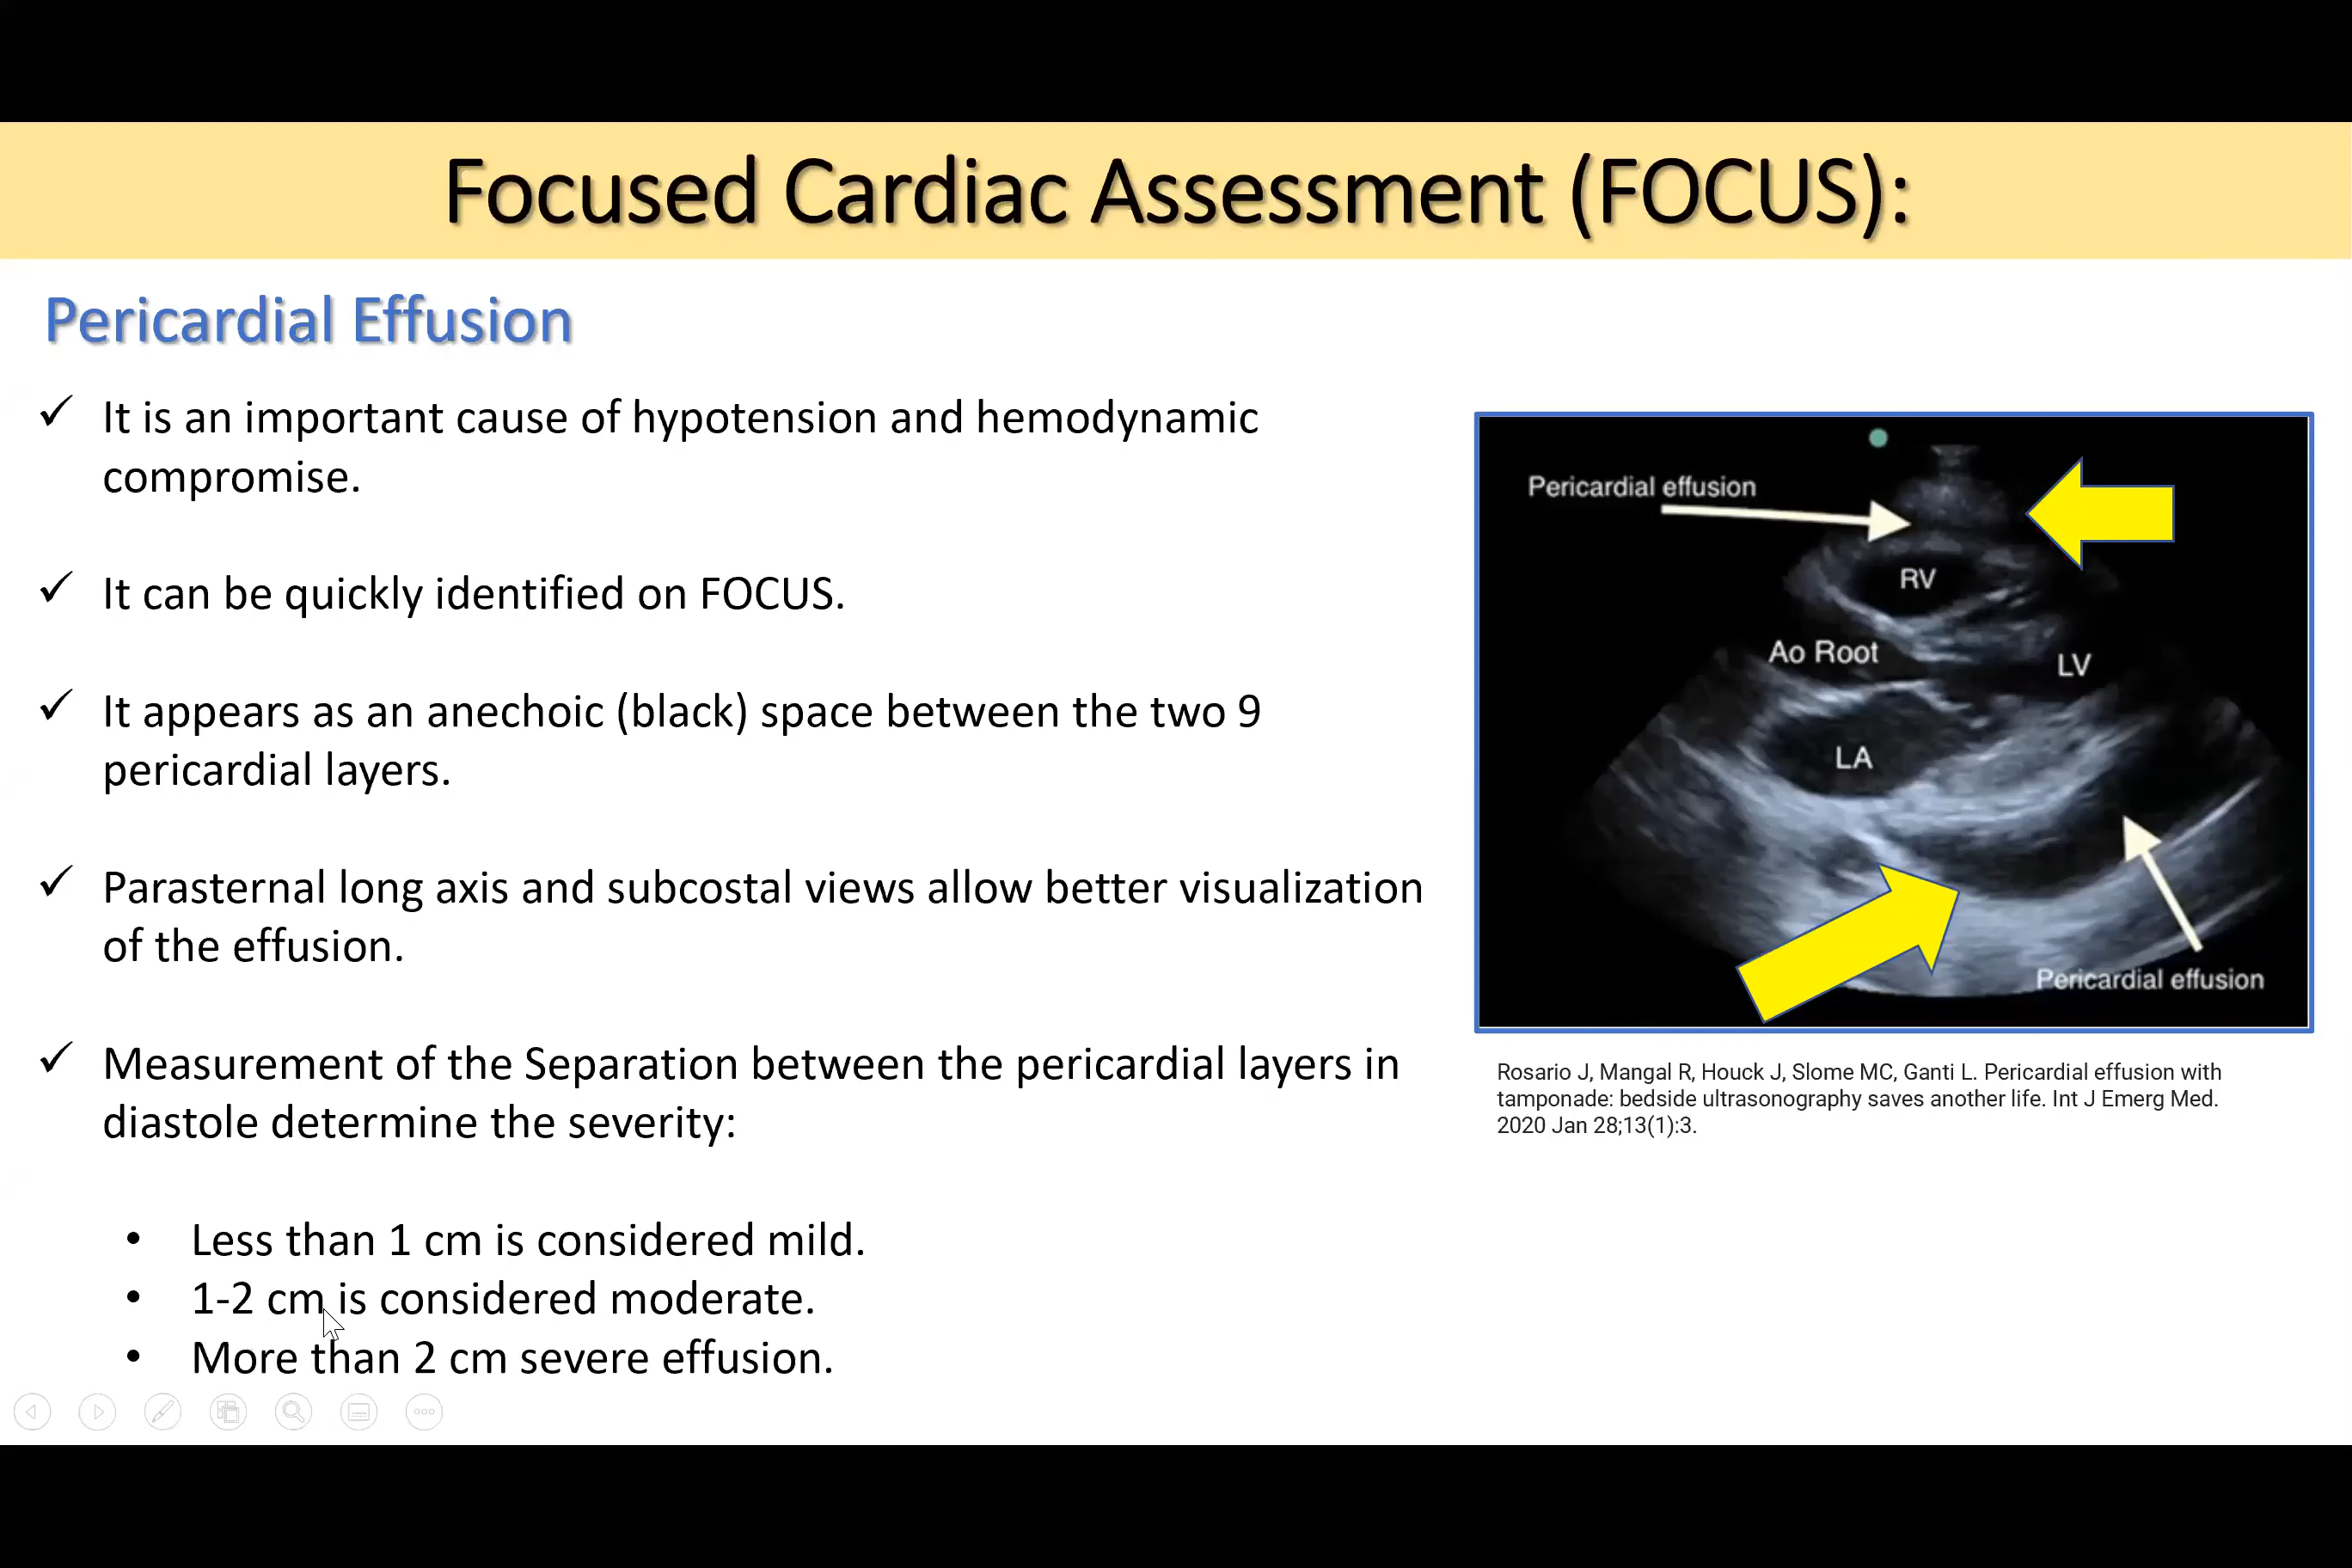 Focused Cardiac Assessment (FOCUS):
Pericardial Effusion
✓ It is an important cause of hypotension and hemodynamic
compromise.
✓ It can be quickly identified on FOCUS.
✓ It appears as an anechoic (black) space between the two 9
pericardial layers.
✓ Parasternal long axis and subcostal views allow better visualization
of the effusion.
✓ Measurement of the Separation between the pericardial layers in
diastole determine the severity:
• Less than 1 cm is considered mild.
• 1-2 cm is considered moderate.
• More than 2 cm severe effusion.
Pericardial effusion
RV
Ao Root
LV
LA
Pericardial effusion
Rosario J, Mangal R, Houck J, Slome MC, Ganti L. Pericardial effusion with
tamponade: bedside ultrasonography saves another life. Int J Emerg Med.
2020 Jan 28;13(1):3.